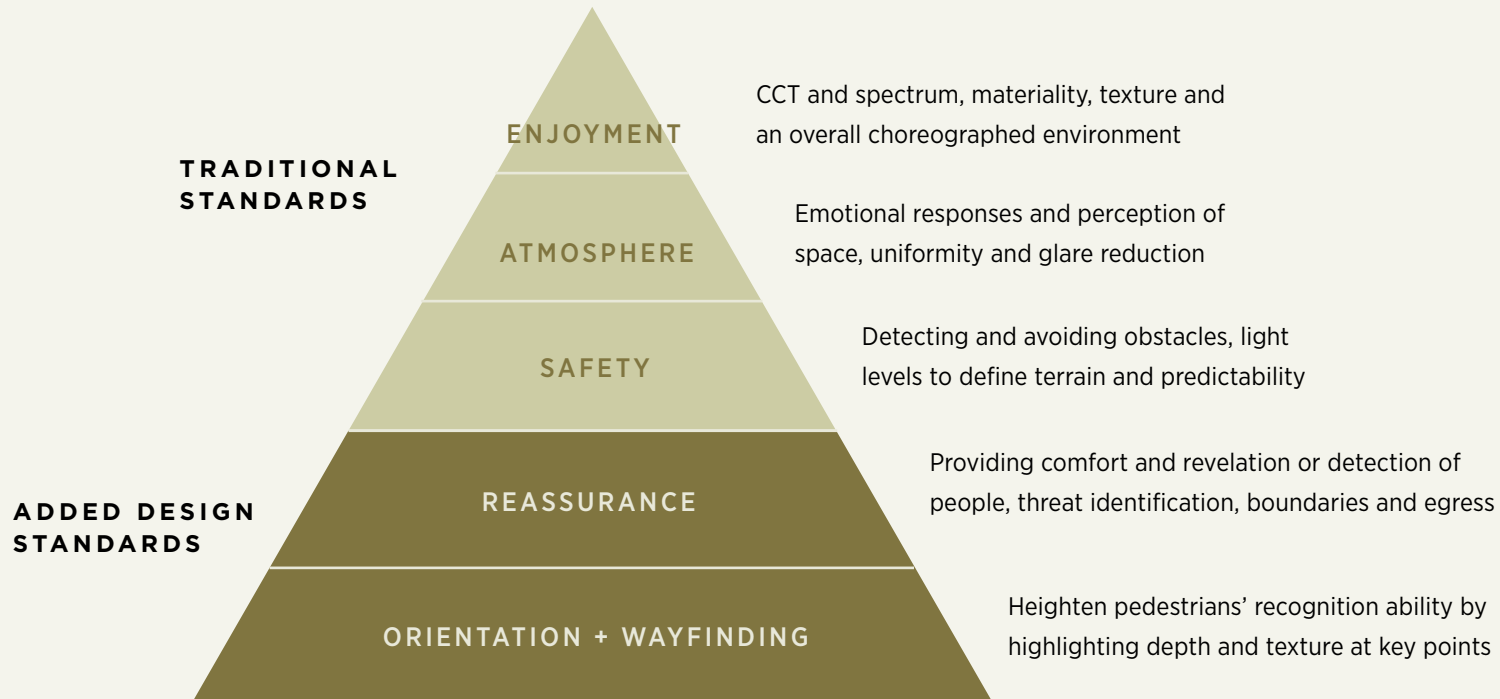 ENJOYMENT
CCT and spectrum, materiality, texture and
an overall choreographed environment
TRADITIONAL
STANDARDS
ATMOSPHERE
Emotional responses and perception of
space, uniformity and glare reduction
SAFETY
Detecting and avoiding obstacles, light
levels to define terrain and predictability
ADDED DESIGN
STANDARDS
REASSURANCE
Providing comfort and revelation or detection of
people, threat identification, boundaries and egress
ORIENTATION + WAYFINDING
Heighten pedestrians’ recognition ability by
highlighting depth and texture at key points